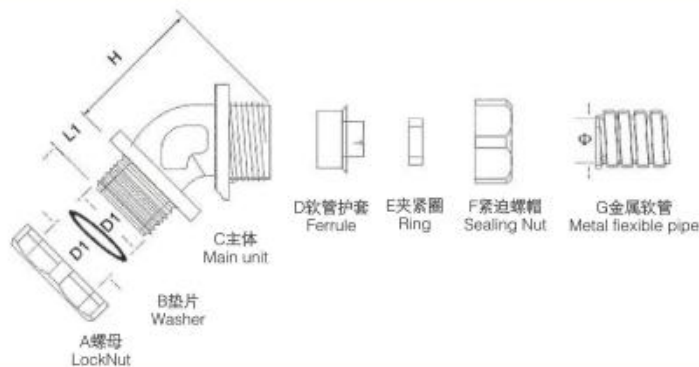 H
L1
D1
D1
Φ
A螺母
LockNut
B垫片
Washer
C主体
Main unit
D软管护套
Ferrule
E夹紧圈
Ring
F紧迫螺帽
Sealing Nut
G金属软管
Metal flexible pipe